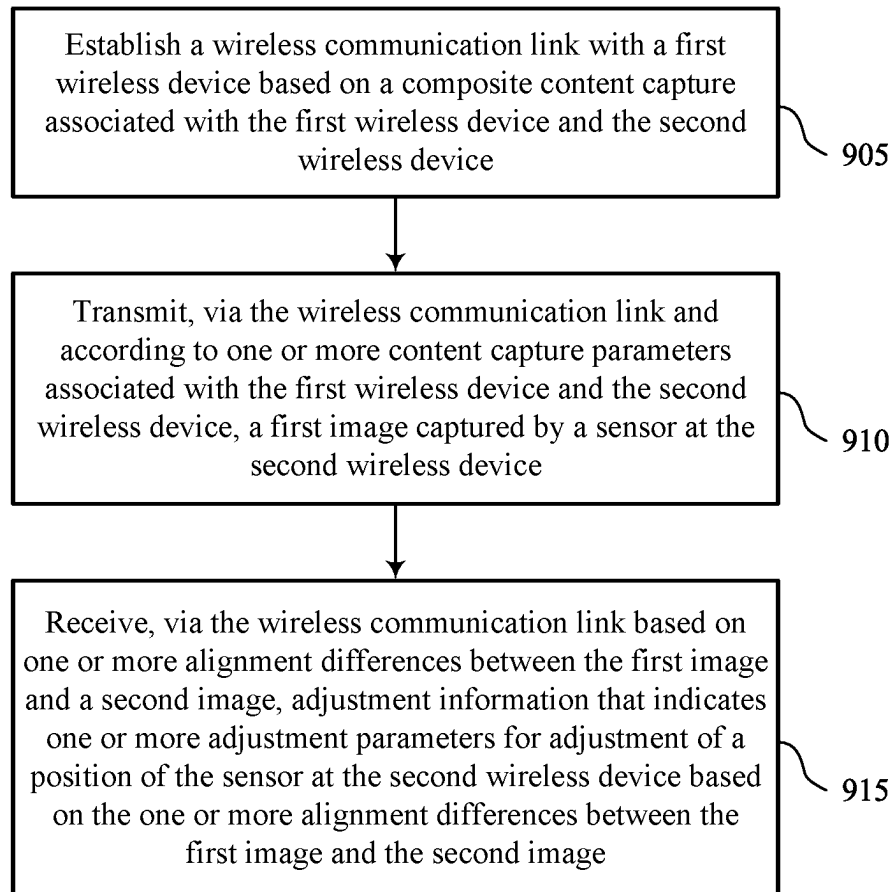 Establish a wireless communication link with a first
wireless device based on a composite content capture
associated with the first wireless device and the second
wireless device
905
Transmit, via the wireless communication link and
according to one or more content capture parameters
associated with the first wireless device and the second
wireless device, a first image captured by a sensor at the
second wireless device
910
Receive, via the wireless communication link based on
one or more alignment differences between the first image
and a second image, adjustment information that indicates
one or more adjustment parameters for adjustment of a
position of the sensor at the second wireless device based
on the one or more alignment differences between the
first image and the second image
915